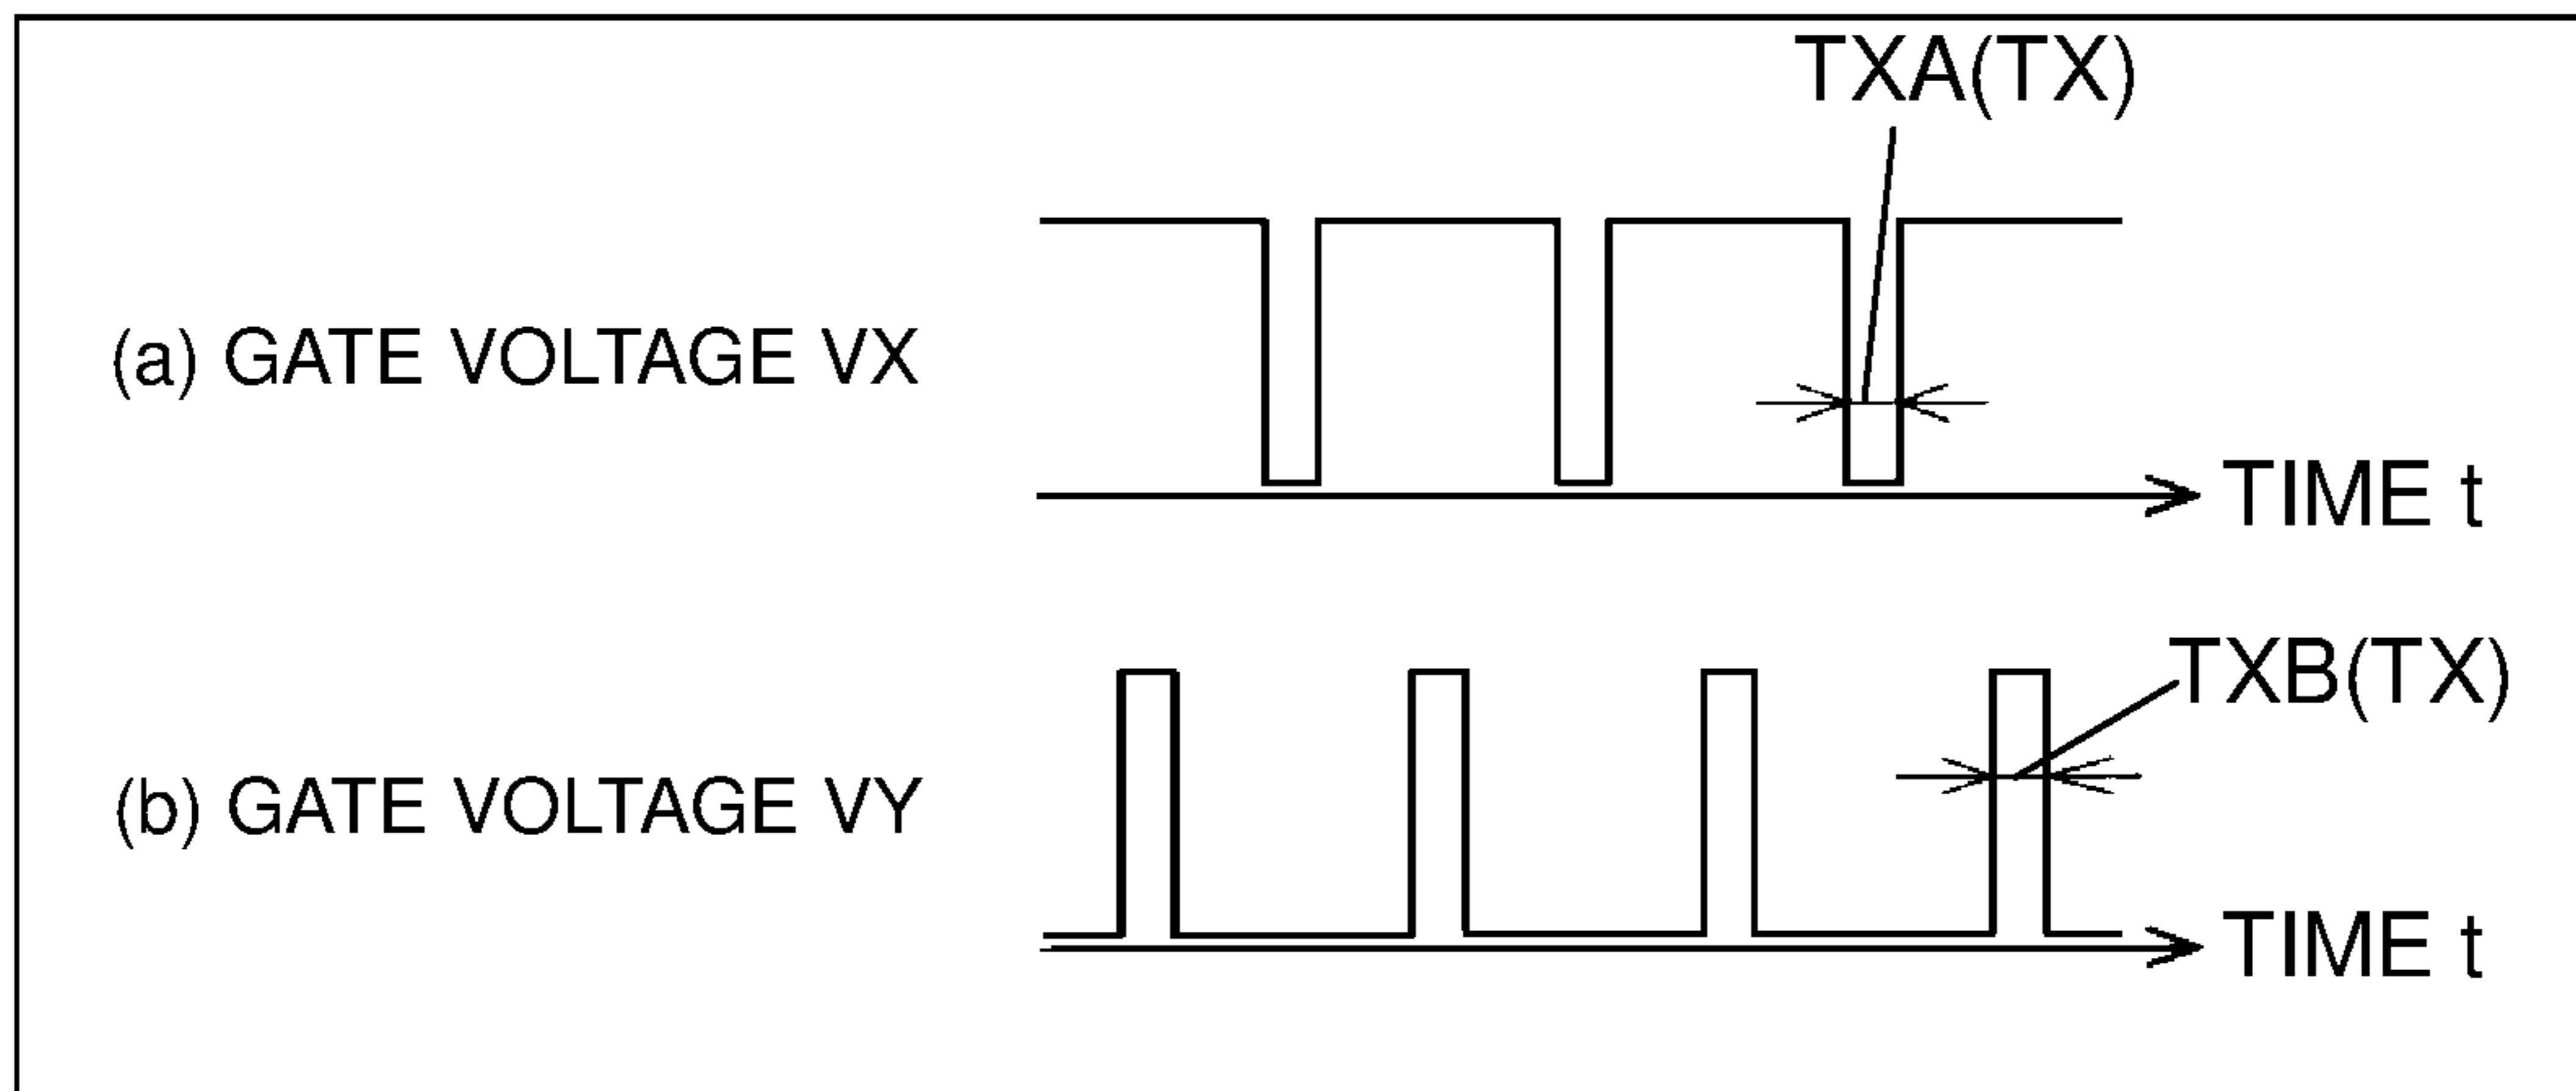 TXA(TX)
(a) GATE VOLTAGE VX
TIME t
TXB(TX)
(b) GATE VOLTAGE VY
TIME t